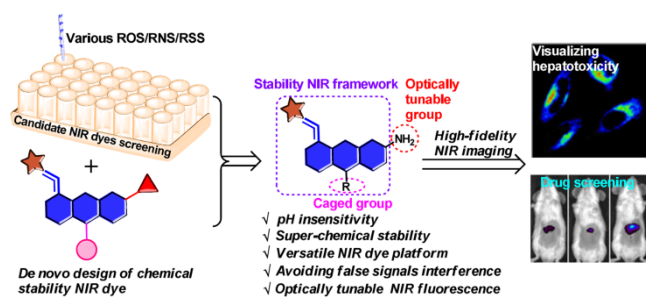 Various ROS/RNS/RSS
Candidate NIR dyes screening
+
De novo design of chemical
stability NIR dye
Stability NIR framework
Optically
tunable
group
NH2
R
Caged group
√ pH insensitivity
√ Super-chemical stability
√ Versatile NIR dye platform
√ Avoiding false signals interference
√ Optically tunable NIR fluorescence
High-fidelity
NIR imaging
Visualizing
hepatotoxicity
Drug screening